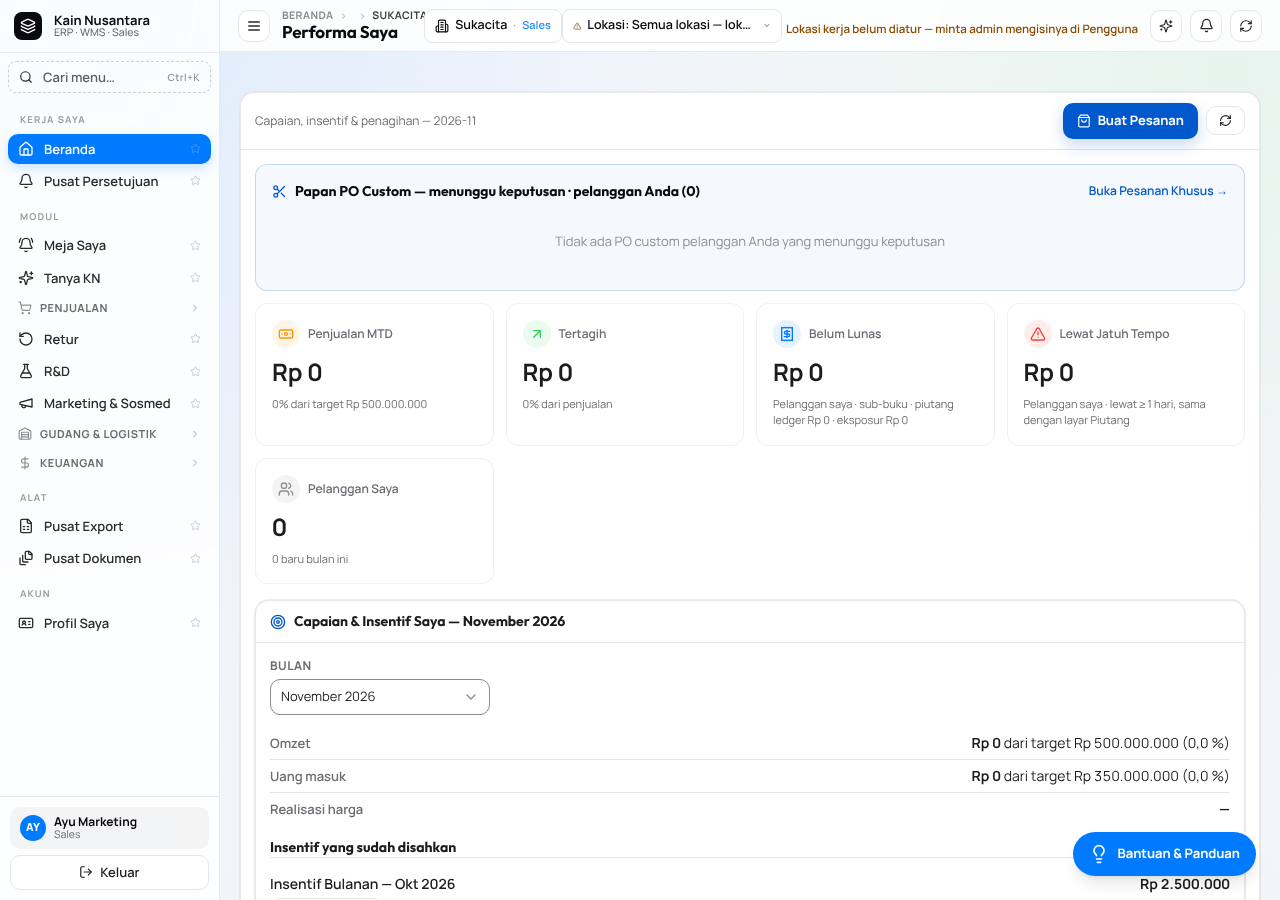 Kain Nusantara
ERP · WMS · Sales
Cari menu... Ctrl+K
KERJA SAYA
Beranda
Pusat Persetujuan
MODUL
Meja Saya
Tanya KN
PENJUALAN
Retur
R&D
Marketing & Sosmed
GUDANG & LOGISTIK
KEUANGAN
ALAT
Pusat Export
Pusat Dokumen
AKUN
Profil Saya
AY
Ayu Marketing
Sales
Keluar
BERANDA > > SUKACITA
Performa Saya
Sukacita · Sales
Lokasi: Semua lokasi — lok...
Lokasi kerja belum diatur — minta admin mengisinya di Pengguna
Capaian, insentif & penagihan — 2026-11
Buat Pesanan
Papan PO Custom — menunggu keputusan · pelanggan Anda (0)
Buka Pesanan Khusus →
Tidak ada PO custom pelanggan Anda yang menunggu keputusan
Penjualan MTD
Rp 0
0% dari target Rp 500.000.000
Tertagih
Rp 0
0% dari penjualan
Belum Lunas
Rp 0
Pelanggan saya · sub-buku · piutang
ledger Rp 0 · eksposur Rp 0
Lewat Jatuh Tempo
Rp 0
Pelanggan saya · lewat ≥ 1 hari, sama
dengan layar Piutang
Pelanggan Saya
0
0 baru bulan ini
Capaian & Insentif Saya — November 2026
BULAN
November 2026
Omzet Rp 0 dari target Rp 500.000.000 (0,0 %)
Uang masuk Rp 0 dari target Rp 350.000.000 (0,0 %)
Realisasi harga —
Insentif yang sudah disahkan
Insentif Bulanan — Okt 2026 Rp 2.500.000
Bantuan & Panduan